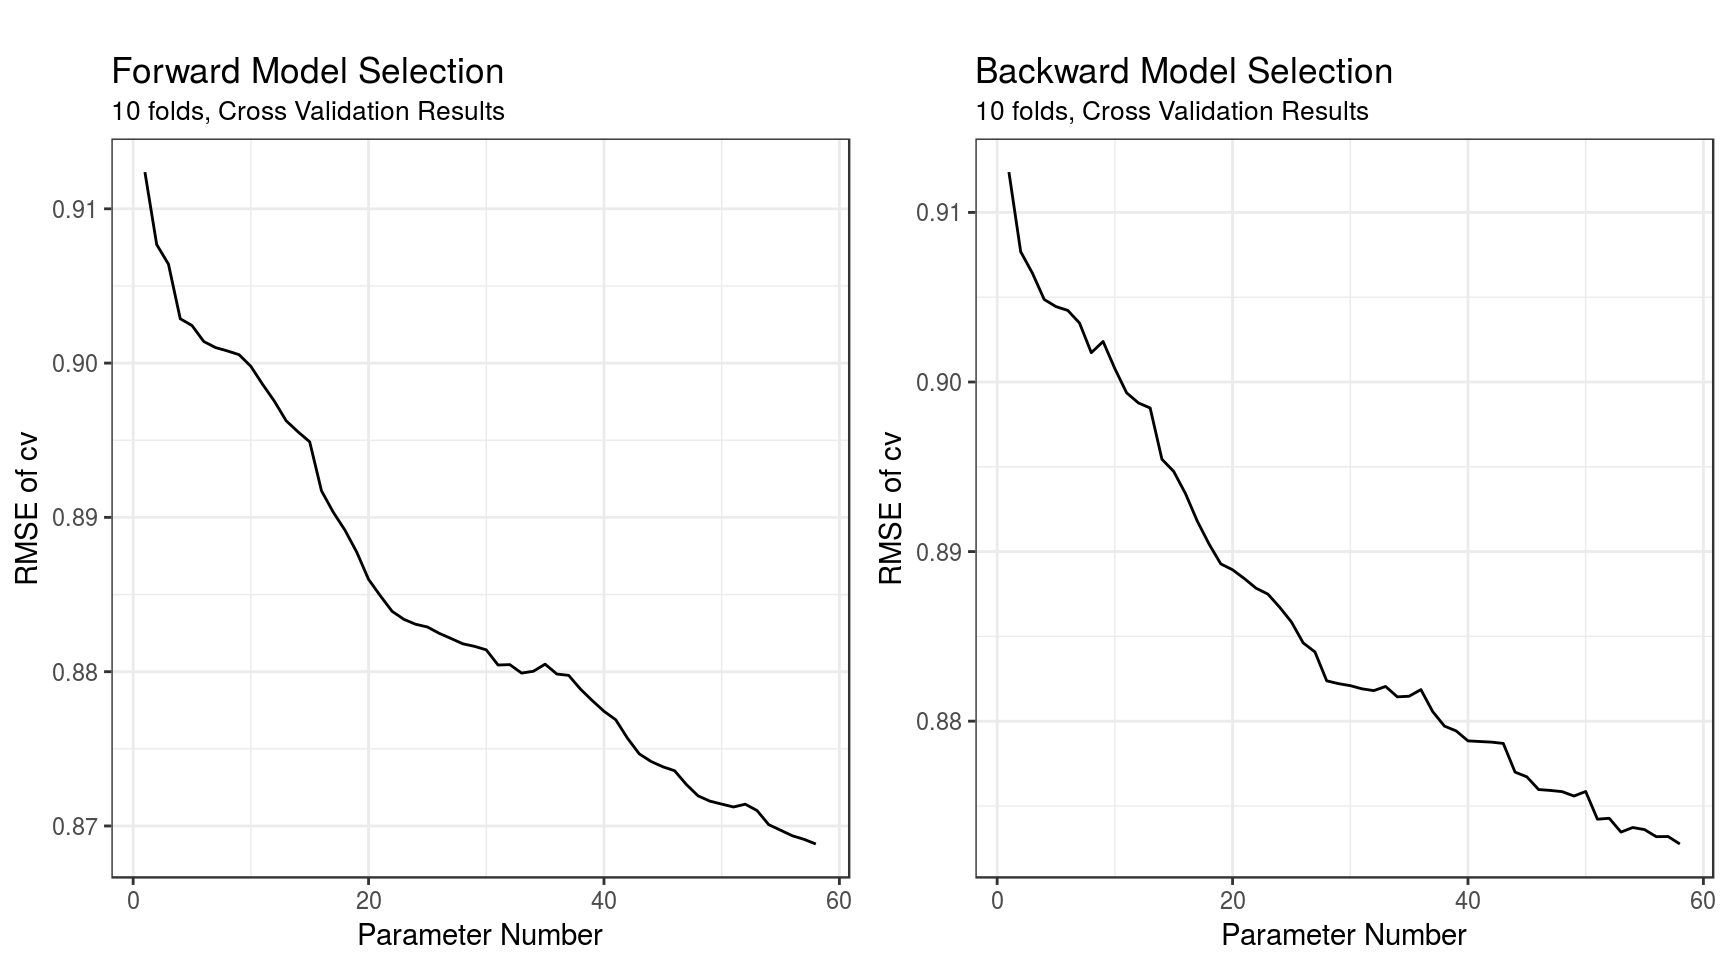 Forward Model Selection
10 folds, Cross Validation Results
RMSE of cv
0.91
0.90
0.89
0.88
0.87
0
20
40
60
Parameter Number
Backward Model Selection
10 folds, Cross Validation Results
RMSE of cv
0.91
0.90
0.89
0.88
0
20
40
60
Parameter Number